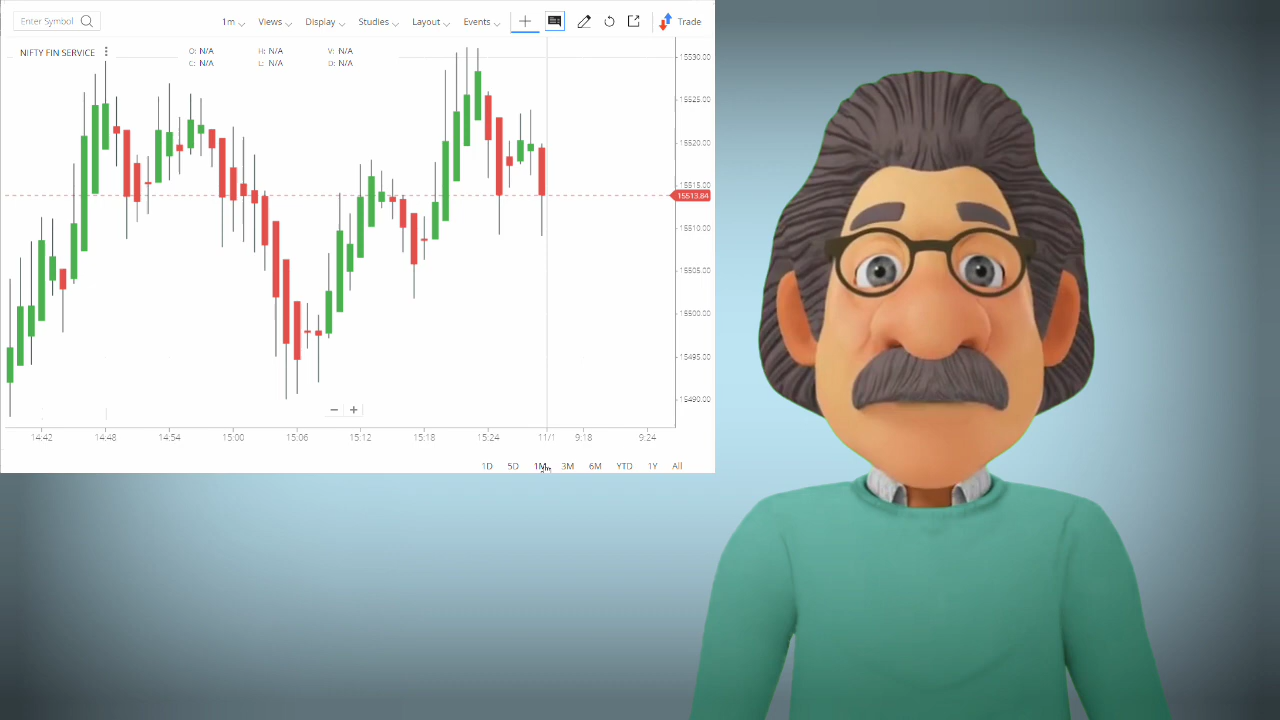 Enter Symbol 1m Views Display Studies Layout Events Trade
NIFTY FIN SERVICE O: N/A H: N/A V: N/A
C: N/A L: N/A D: N/A
15530.00
15525.00
15520.00
15515.00
15513.84
15510.00
15505.00
15500.00
15495.00
15490.00
14:42 14:48 14:54 15:00 15:06 15:12 15:18 15:24 11/1 9:18 9:24
1D 5D 1M 3M 6M YTD 1Y All